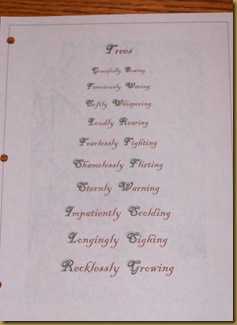 Trees
Gracefully Bowing
Ferociously Waving
Softly Whispering
Loudly Roaring
Fearlessly Fighting
Shamelessly Flirting
Sternly Warning
Impatiently Scolding
Longingly Sighing
Recklessly Growing